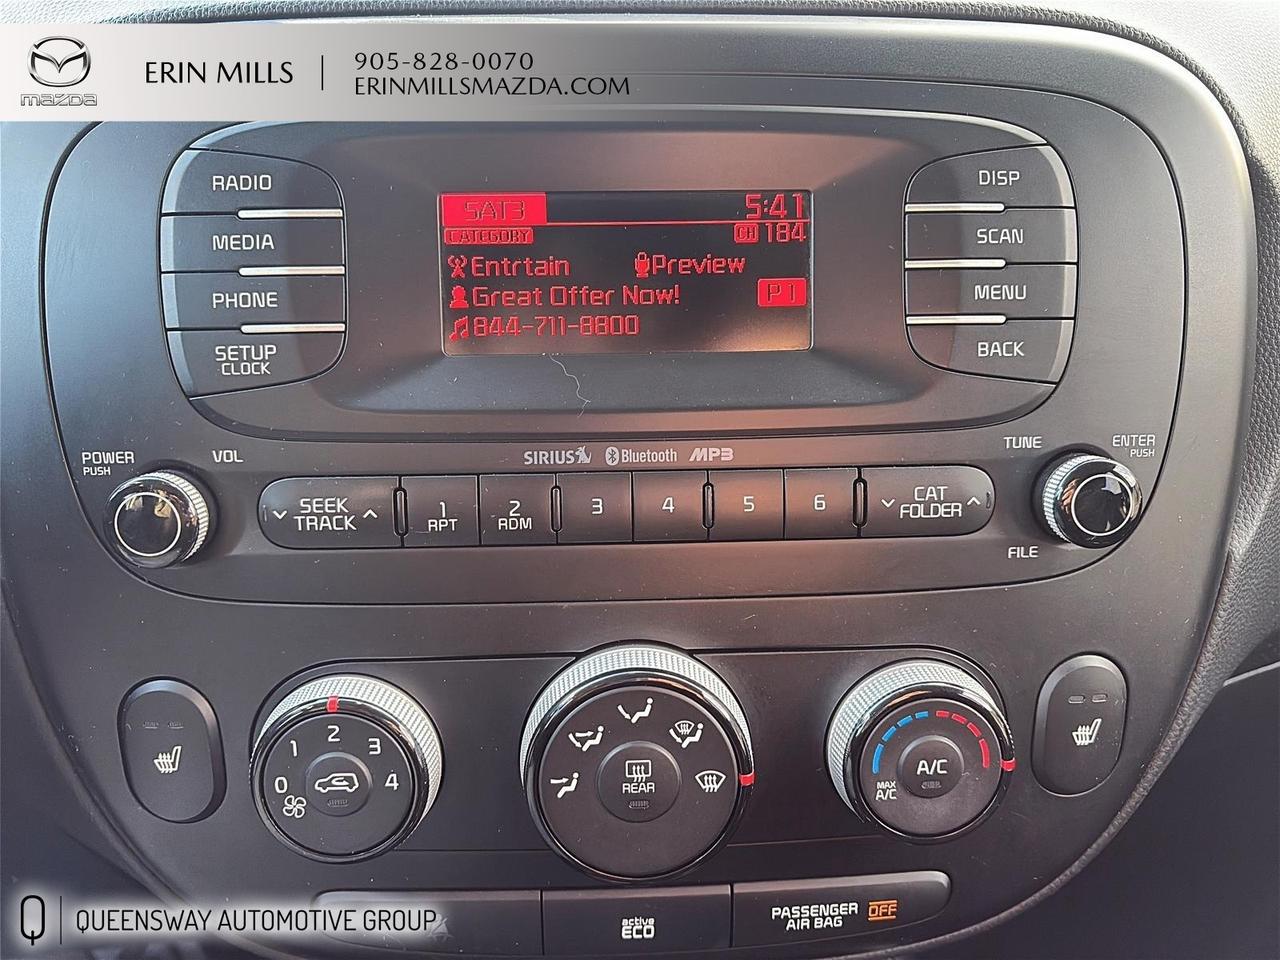 mazda
ERIN MILLS
905-828-0070
ERINMILLSMAZDA.COM
RADIO
MEDIA
PHONE
SETUP
CLOCK
SAT3
5:41
CATEGORY
CH 184
Entrtain
Preview
Great Offer Now!
P1
844-711-8800
DISP
SCAN
MENU
BACK
POWER
PUSH
VOL
SIRIUS
Bluetooth
MP3
TUNE
ENTER
PUSH
SEEK
TRACK
1
RPT
2
RDM
3
4
5
6
CAT
FOLDER
FILE
0
1
2
3
4
REAR
MAX
A/C
A/C
active
ECO
PASSENGER
AIR BAG
OFF
Q
QUEENSWAY AUTOMOTIVE GROUP